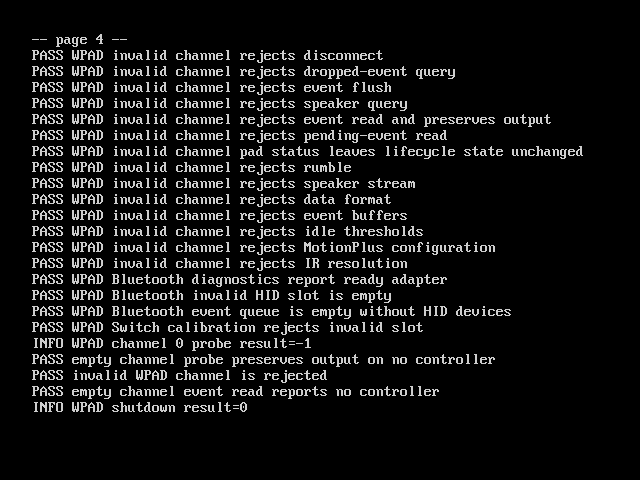 -- page 4 --
PASS WPAD invalid channel rejects disconnect
PASS WPAD invalid channel rejects dropped-event query
PASS WPAD invalid channel rejects event flush
PASS WPAD invalid channel rejects speaker query
PASS WPAD invalid channel rejects event read and preserves output
PASS WPAD invalid channel rejects pending-event read
PASS WPAD invalid channel pad status leaves lifecycle state unchanged
PASS WPAD invalid channel rejects rumble
PASS WPAD invalid channel rejects speaker stream
PASS WPAD invalid channel rejects data format
PASS WPAD invalid channel rejects event buffers
PASS WPAD invalid channel rejects idle thresholds
PASS WPAD invalid channel rejects MotionPlus configuration
PASS WPAD invalid channel rejects IR resolution
PASS WPAD Bluetooth diagnostics report ready adapter
PASS WPAD Bluetooth invalid HID slot is empty
PASS WPAD Bluetooth event queue is empty without HID devices
PASS WPAD Switch calibration rejects invalid slot
INFO WPAD channel 0 probe result=-1
PASS empty channel probe preserves output on no controller
PASS invalid WPAD channel is rejected
PASS empty channel event read reports no controller
INFO WPAD shutdown result=0